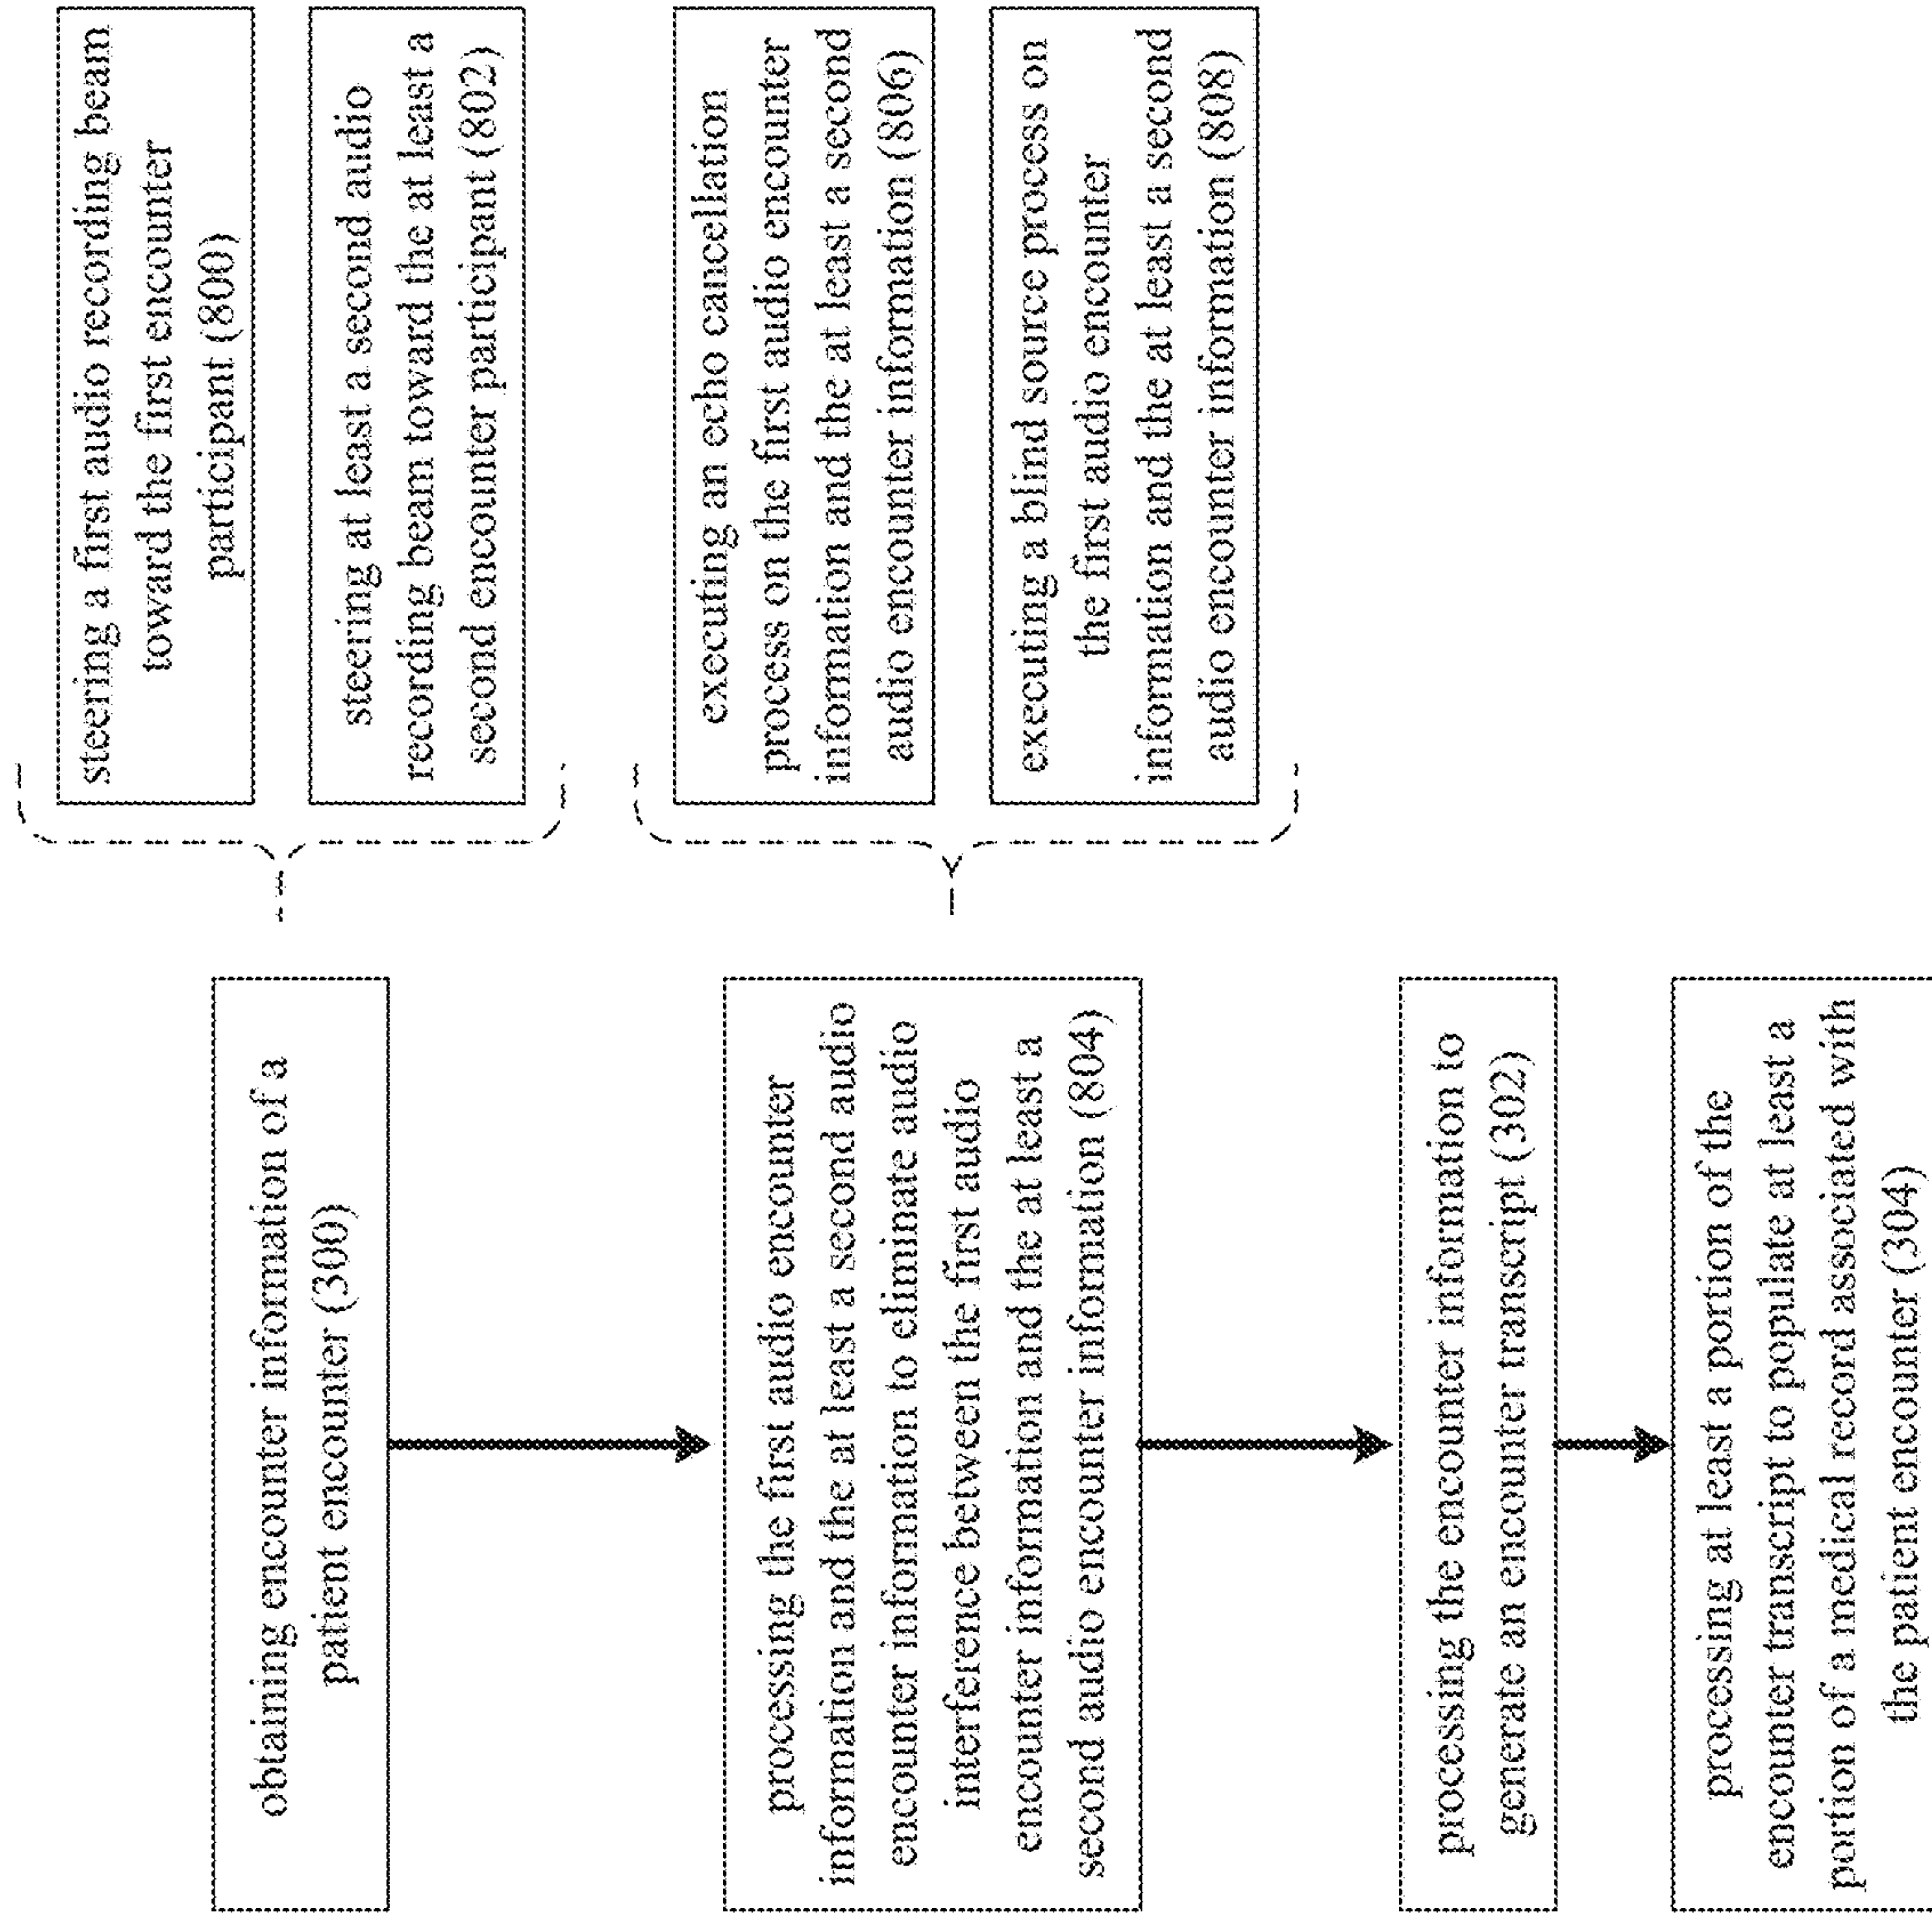 obtaining encounter information of a
patient encounter (300)
steering a first audio recording beam
toward the first encounter
participant (800)
steering at least a second audio
recording beam toward the at least a
second encounter participant (802)
processing the first audio encounter
information and the at least a second audio
encounter information to eliminate audio
interference between the first audio
encounter information and the at least a
second audio encounter information (804)
executing an echo cancellation
process on the first audio encounter
information and the at least a second
audio encounter information (806)
executing a blind source process on
the first audio encounter
information and the at least a second
audio encounter information (808)
processing the encounter information to
generate an encounter transcript (302)
processing at least a portion of the
encounter transcript to populate at least a
portion of a medical record associated with
the patient encounter (304)